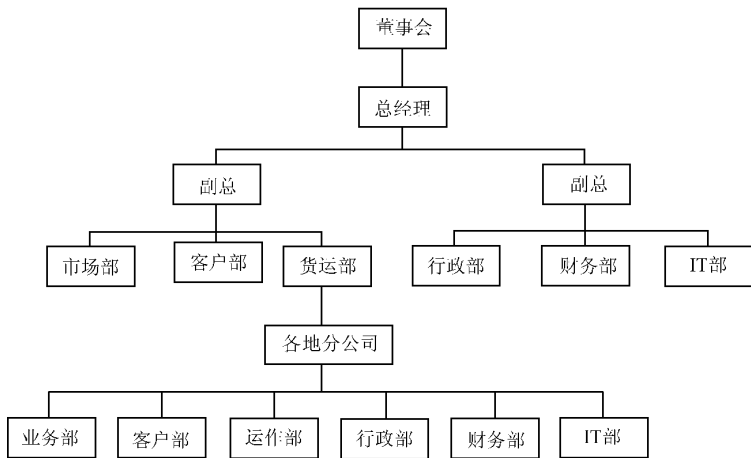 董事会
总经理
副总
副总
市场部
客户部
货运部
行政部
财务部
IT部
各地分公司
业务部
客户部
运作部
行政部
财务部
IT部